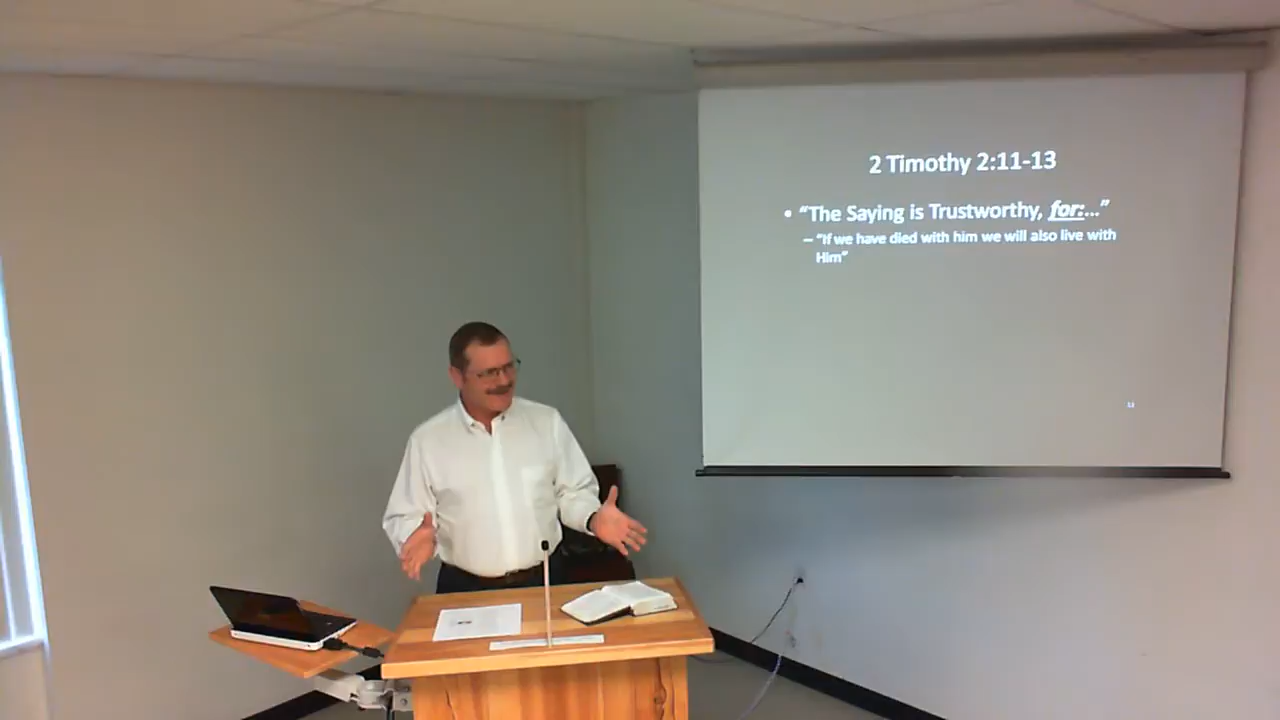 2 Timothy 2:11-13
• “The Saying is Trustworthy, for:…”
– “If we have died with him we will also live with
Him”